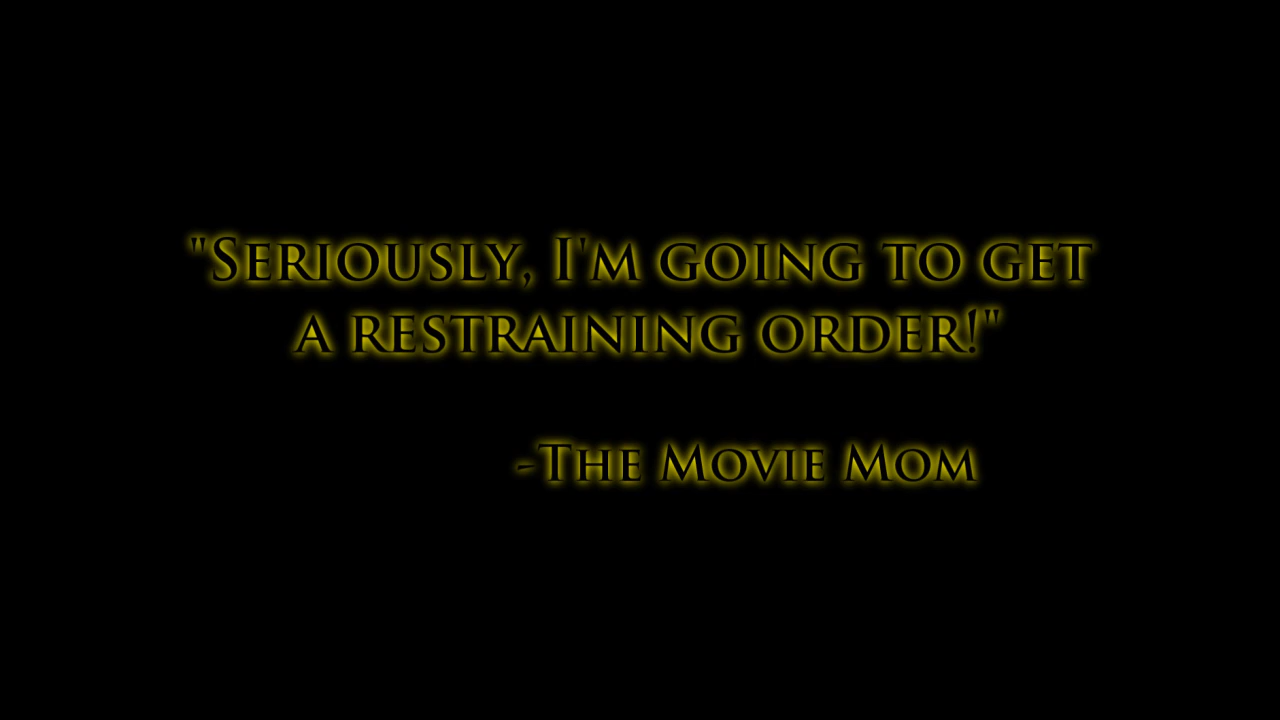 "Seriously, I'm going to get
a restraining order!"
-The Movie Mom